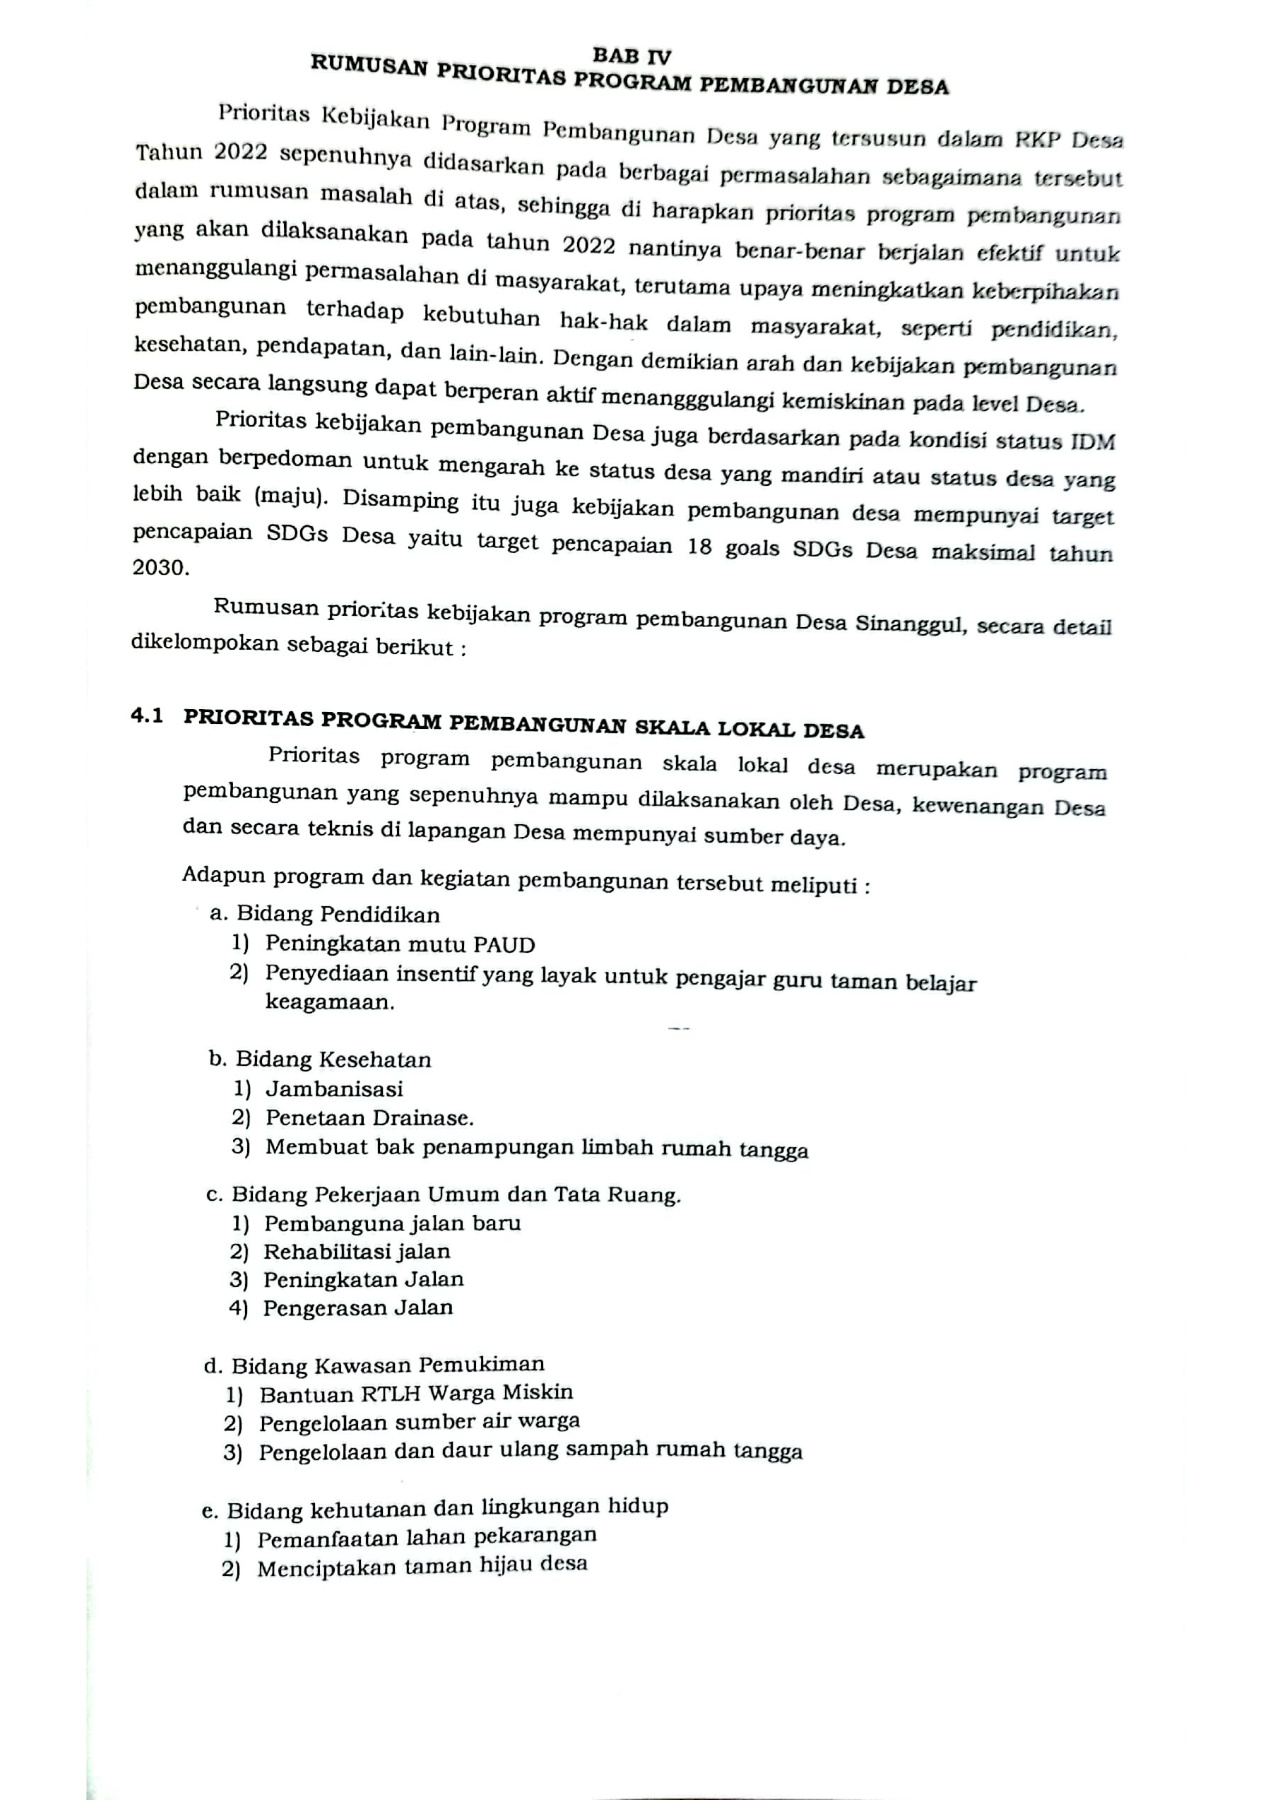 BAB IV
RUMUSAN PRIORITAS PROGRAM PEMBANGUNAN DESA
Prioritas Kebijakan Program Pembangunan Desa yang tersusun dalam RKP Desa
Tahun 2022 sepenuhnya didasarkan pada berbagai permasalahan sebagaimana tersebut
dalam rumusan masalah di atas, sehingga di harapkan prioritas program pembangunan
yang akan dilaksanakan pada tahun 2022 nantinya benar-benar berjalan efektif untuk
menanggulangi permasalahan di masyarakat, terutama upaya meningkatkan keberpihakan
pembangunan terhadap kebutuhan hak-hak dalam masyarakat, seperti pendidikan,
kesehatan, pendapatan, dan lain-lain. Dengan demikian arah dan kebijakan pembangunan
Desa secara langsung dapat berperan aktif menangggulangi kemiskinan pada level Desa.
Prioritas kebijakan pembangunan Desa juga berdasarkan pada kondisi status IDM
dengan berpedoman untuk mengarah ke status desa yang mandiri atau status desa yang
lebih baik (maju). Disamping itu juga kebijakan pembangunan desa mempunyai target
pencapaian SDGs Desa yaitu target pencapaian 18 goals SDGs Desa maksimal tahun
2030.
Rumusan prioritas kebijakan program pembangunan Desa Sinanggul, secara detail
dikelompokan sebagai berikut :
4.1 PRIORITAS PROGRAM PEMBANGUNAN SKALA LOKAL DESA
Prioritas program pembangunan skala lokal desa merupakan program
pembangunan yang sepenuhnya mampu dilaksanakan oleh Desa, kewenangan Desa
dan secara teknis di lapangan Desa mempunyai sumber daya.
Adapun program dan kegiatan pembangunan tersebut meliputi :
a. Bidang Pendidikan
1) Peningkatan mutu PAUD
2) Penyediaan insentif yang layak untuk pengajar guru taman belajar
keagamaan.
b. Bidang Kesehatan
1) Jambanisasi
2) Penetaan Drainase.
3) Membuat bak penampungan limbah rumah tangga
c. Bidang Pekerjaan Umum dan Tata Ruang.
1) Pembanguna jalan baru
2) Rehabilitasi jalan
3) Peningkatan Jalan
4) Pengerasan Jalan
d. Bidang Kawasan Pemukiman
1) Bantuan RTLH Warga Miskin
2) Pengelolaan sumber air warga
3) Pengelolaan dan daur ulang sampah rumah tangga
e. Bidang kehutanan dan lingkungan hidup
1) Pemanfaatan lahan pekarangan
2) Menciptakan taman hijau desa